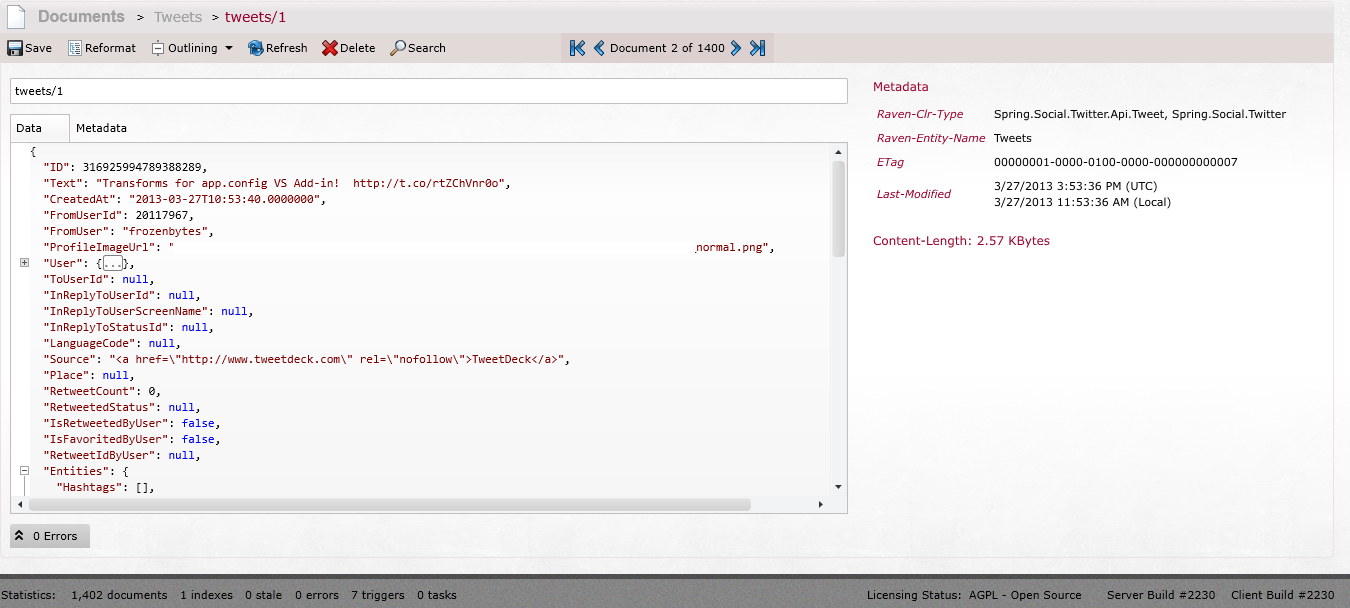 Documents > Tweets > tweets/1
Save Reformat Outlining Refresh Delete Search Document 2 of 1400
tweets/1
Data Metadata
{
"ID": 316925994789388289,
"Text": "Transforms for app.config VS Add-in!  http://t.co/rtZChVnr0o",
"CreatedAt": "2013-03-27T10:53:40.0000000",
"FromUserId": 20117967,
"FromUser": "frozenbytes",
"ProfileImageUrl": " _normal.png",
"User": {...},
"ToUserId": null,
"InReplyToUserId": null,
"InReplyToUserScreenName": null,
"InReplyToStatusId": null,
"LanguageCode": null,
"Source": "<a href=\"http://www.tweetdeck.com\" rel=\"nofollow\">TweetDeck</a>",
"Place": null,
"RetweetCount": 0,
"RetweetedStatus": null,
"IsRetweetedByUser": false,
"IsFavoritedByUser": false,
"RetweetIdByUser": null,
"Entities": {
"Hashtags": [],
0 Errors
Metadata
Raven-Clr-Type Spring.Social.Twitter.Api.Tweet, Spring.Social.Twitter
Raven-Entity-Name Tweets
ETag 00000001-0000-0100-0000-000000000007
Last-Modified 3/27/2013 3:53:36 PM (UTC)
3/27/2013 11:53:36 AM (Local)
Content-Length: 2.57 KBytes
Statistics: 1,402 documents 1 indexes 0 stale 0 errors 7 triggers 0 tasks Licensing Status: AGPL - Open Source Server Build #2230 Client Build #2230